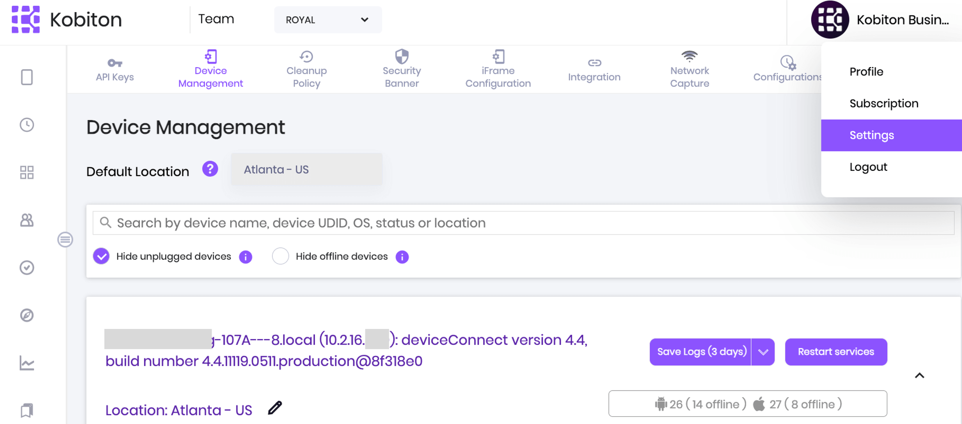 Kobiton
Team
ROYAL
Kobiton Busin...
API Keys
Device
Management
Cleanup
Policy
Security
Banner
iFrame
Configuration
Integration
Network
Capture
Configurations
Profile
Subscription
Settings
Logout
Device Management
Default Location
?
Atlanta - US
Search by device name, device UDID, OS, status or location
Hide unplugged devices i
Hide offline devices i
-107A---8.local (10.2.16. ): deviceConnect version 4.4,
build number 4.4.11119.0511.production@8f318e0
Save Logs (3 days)
Restart services
Location: Atlanta - US
26 ( 14 offline ) 27 ( 8 offline )